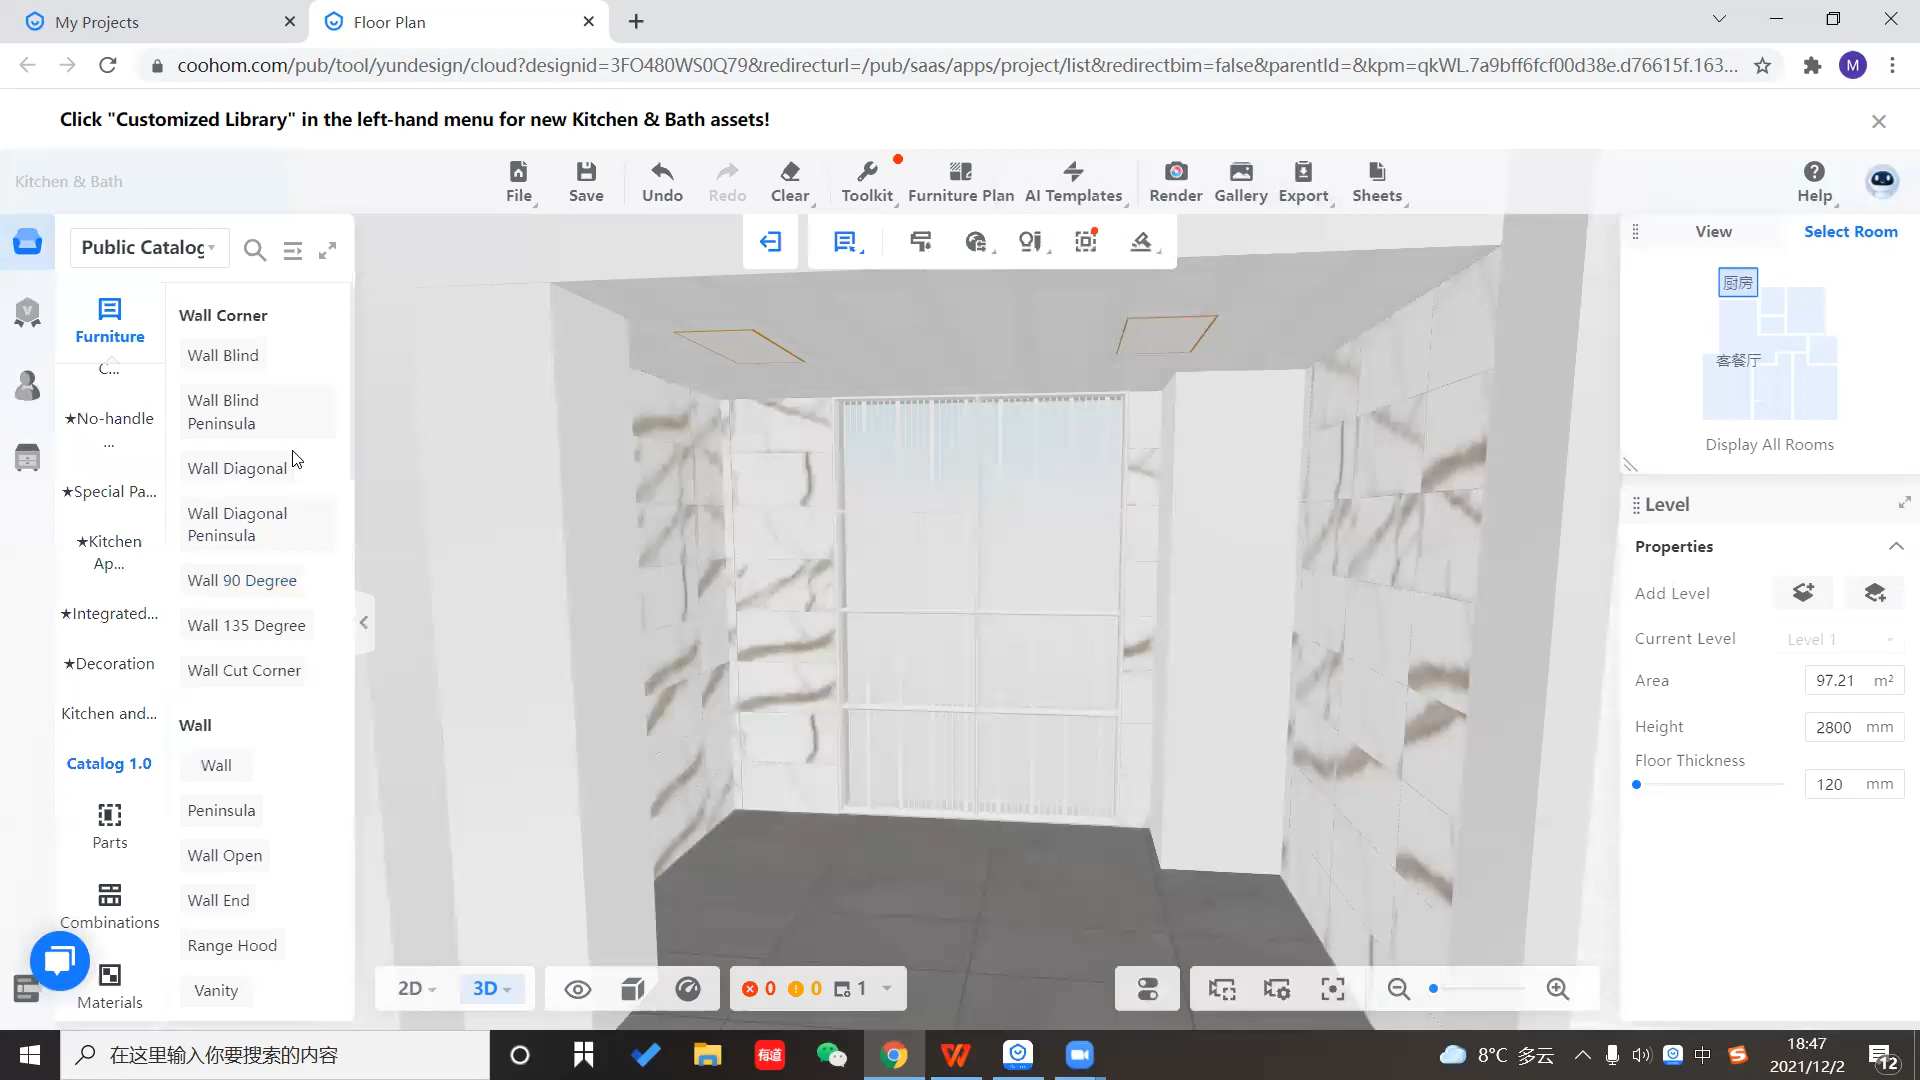 My Projects
Floor Plan
coohom.com/pub/tool/yundesign/cloud?designid=3FO480WS0Q79&redirecturl=/pub/saas/apps/project/list&redirectbim=false&parentId=&kpm=qkWL.7a9bff6fcf00d38e.d76615f.163...
M
Click "Customized Library" in the left-hand menu for new Kitchen & Bath assets!
Kitchen & Bath
File
Save
Undo
Redo
Clear
Toolkit
Furniture Plan
AI Templates
Render
Gallery
Export
Sheets
Help
Public Catalog
View
Select Room
厨房
客餐厅
Display All Rooms
Furniture
C...
★No-handle
...
★Special Pa...
★Kitchen
Ap...
★Integrated...
★Decoration
Kitchen and...
Catalog 1.0
Parts
Combinations
Materials
Wall Corner
Wall Blind
Wall Blind
Peninsula
Wall Diagonal
Wall Diagonal
Peninsula
Wall 90 Degree
Wall 135 Degree
Wall Cut Corner
Wall
Wall
Peninsula
Wall Open
Wall End
Range Hood
Vanity
Level
Properties
Add Level
Current Level
Level 1
Area
97.21 m²
Height
2800 mm
Floor Thickness
120 mm
2D
3D
0
0
1
在这里输入你要搜索的内容
有道
8°C 多云
中
18:47
2021/12/2
12